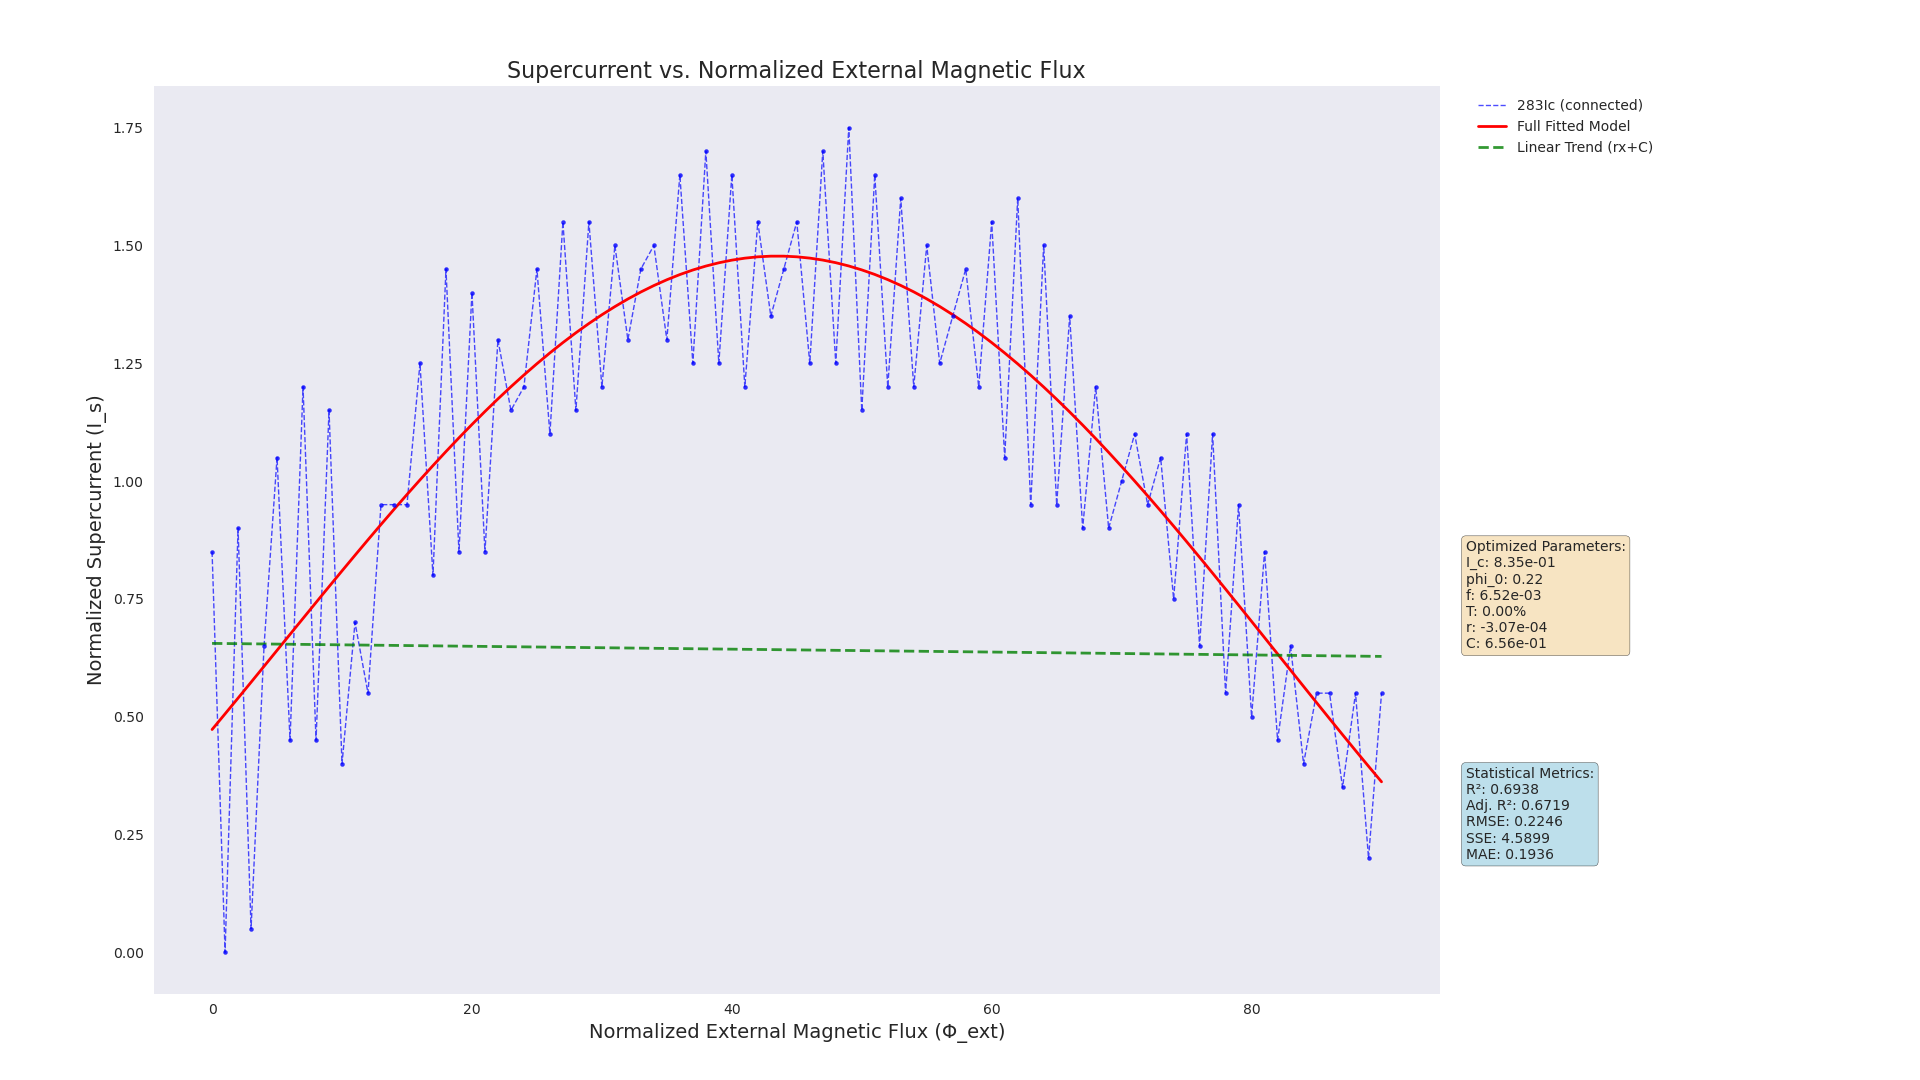 Supercurrent vs. Normalized External Magnetic Flux
283Ic (connected)
Full Fitted Model
Linear Trend (rx+C)
Normalized Supercurrent (I_s)
1.75
1.50
1.25
1.00
0.75
0.50
0.25
0.00
0 20 40 60 80
Normalized External Magnetic Flux (Φ_ext)
Optimized Parameters:
I_c: 8.35e-01
phi_0: 0.22
f: 6.52e-03
T: 0.00%
r: -3.07e-04
C: 6.56e-01
Statistical Metrics:
R²: 0.6938
Adj. R²: 0.6719
RMSE: 0.2246
SSE: 4.5899
MAE: 0.1936